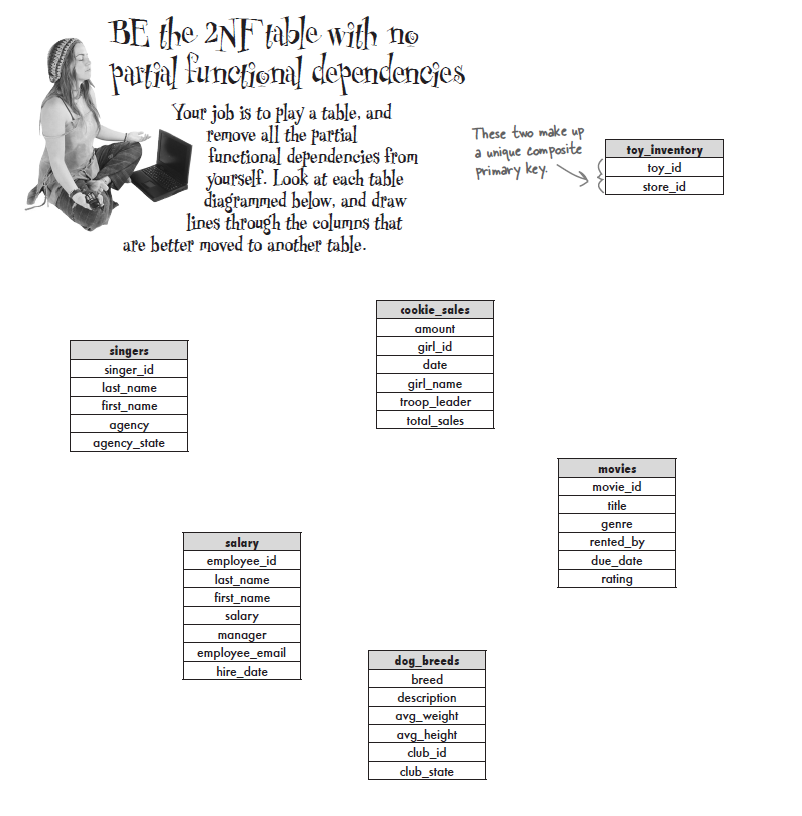 BE the 2NF table with no
partial functional dependencies
Your job is to play a table, and
remove all the partial
functional dependencies from
yourself. Look at each table
diagrammed below, and draw
lines through the columns that
are better moved to another table.
These two make up
a unique composite
primary key.
toy_inventory
toy_id
store_id
singers
singer_id
last_name
first_name
agency
agency_state
cookie_sales
amount
girl_id
date
girl_name
troop_leader
total_sales
movies
movie_id
title
genre
rented_by
due_date
rating
salary
employee_id
last_name
first_name
salary
manager
employee_email
hire_date
dog_breeds
breed
description
avg_weight
avg_height
club_id
club_state